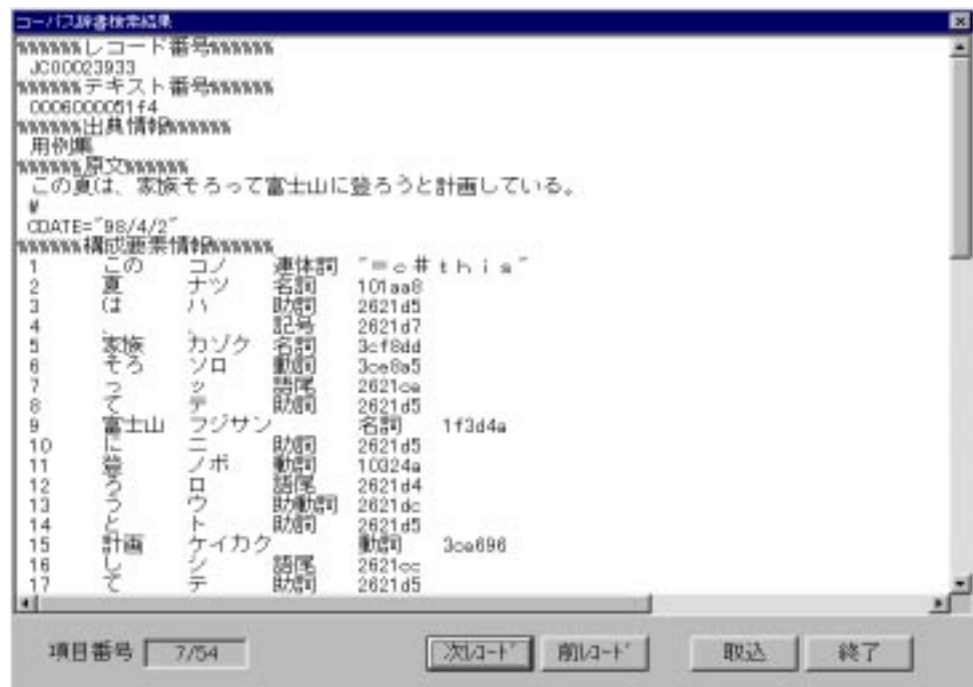 コーパス辞書検索結果
%%%%%%レコード番号%%%%%%
JC00023933
%%%%%%テキスト番号%%%%%%
0006000051f4
%%%%%%出典情報%%%%%%
用例集
%%%%%%原文%%%%%%
この夏は、家族そろって富士山に登ろうと計画している。
¥
CDATE="98/4/2"
%%%%%%構成要素情報%%%%%%
1 この コノ 連体詞 "=c#this"
2 夏 ナツ 名詞 101aa8
3 は ハ 助詞 2621d5
4 、 、 記号 2621d7
5 家族 カゾク 名詞 3cf8dd
6 そろ ソロ 動詞 3ce8a5
7 っ ッ 語尾 2621ce
8 て テ 助詞 2621d5
9 富士山 フジサン 名詞 1f3d4a
10 に ニ 助詞 2621d5
11 登 ノボ 動詞 10324a
12 ろ ロ 語尾 2621d4
13 う ウ 助動詞 2621dc
14 と ト 助詞 2621d5
15 計画 ケイカク 動詞 3ce696
16 し シ 語尾 2621cc
17 て テ 助詞 2621d5
項目番号 7/54 次レコード 前レコード 取込 終了